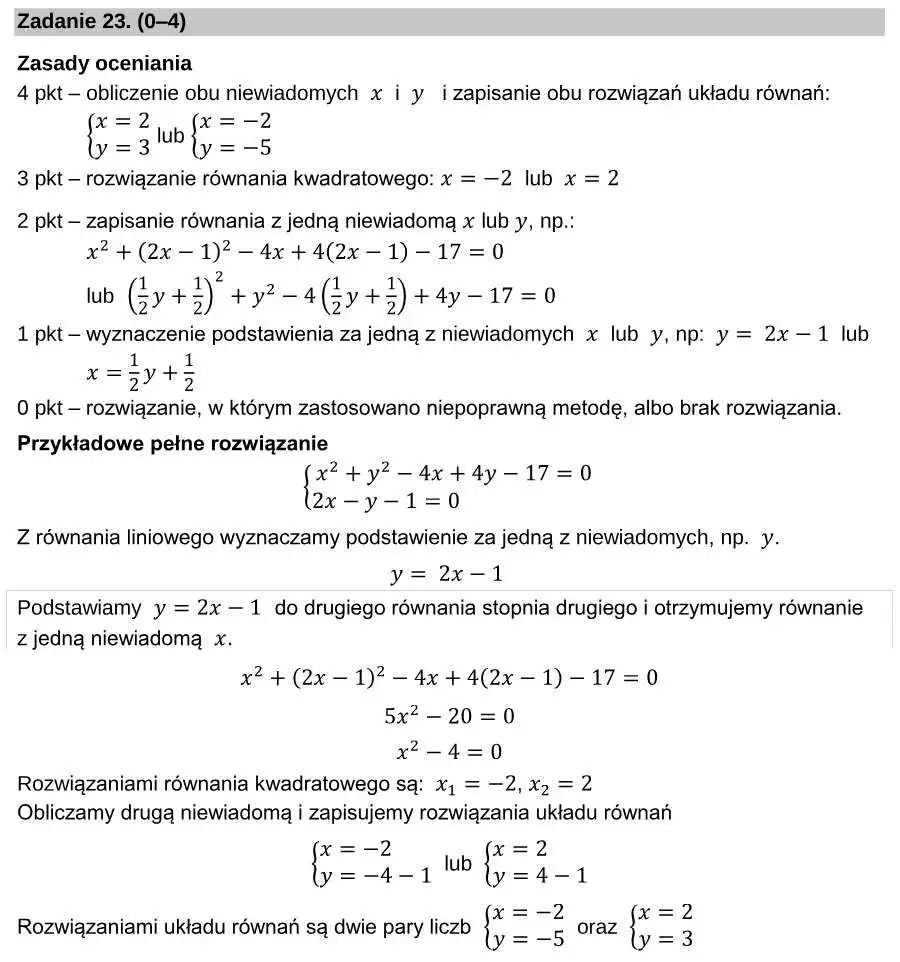 Zadanie 23. (0–4)
Zasady oceniania
4 pkt – obliczenie obu niewiadomych x i y i zapisanie obu rozwiązań układu równań:
{x = 2 y = 3 lub {x = −2 y = −5
3 pkt – rozwiązanie równania kwadratowego: x = −2 lub x = 2
2 pkt – zapisanie równania z jedną niewiadomą x lub y, np.:
x² + (2x − 1)² − 4x + 4(2x − 1) − 17 = 0
lub (1/2 y + 1/2)² + y² − 4(1/2 y + 1/2) + 4y − 17 = 0
1 pkt – wyznaczenie podstawienia za jedną z niewiadomych x lub y, np: y = 2x − 1 lub
x = 1/2 y + 1/2
0 pkt – rozwiązanie, w którym zastosowano niepoprawną metodę, albo brak rozwiązania.
Przykładowe pełne rozwiązanie
{x² + y² − 4x + 4y − 17 = 0
2x − y − 1 = 0
Z równania liniowego wyznaczamy podstawienie za jedną z niewiadomych, np. y.
y = 2x − 1
Podstawiamy y = 2x − 1 do drugiego równania stopnia drugiego i otrzymujemy równanie
z jedną niewiadomą x.
x² + (2x − 1)² − 4x + 4(2x − 1) − 17 = 0
5x² − 20 = 0
x² − 4 = 0
Rozwiązaniami równania kwadratowego są: x₁ = −2, x₂ = 2
Obliczamy drugą niewiadomą i zapisujemy rozwiązania układu równań
{x = −2 y = −4 − 1 lub {x = 2 y = 4 − 1
Rozwiązaniami układu równań są dwie pary liczb {x = −2 y = −5 oraz {x = 2 y = 3